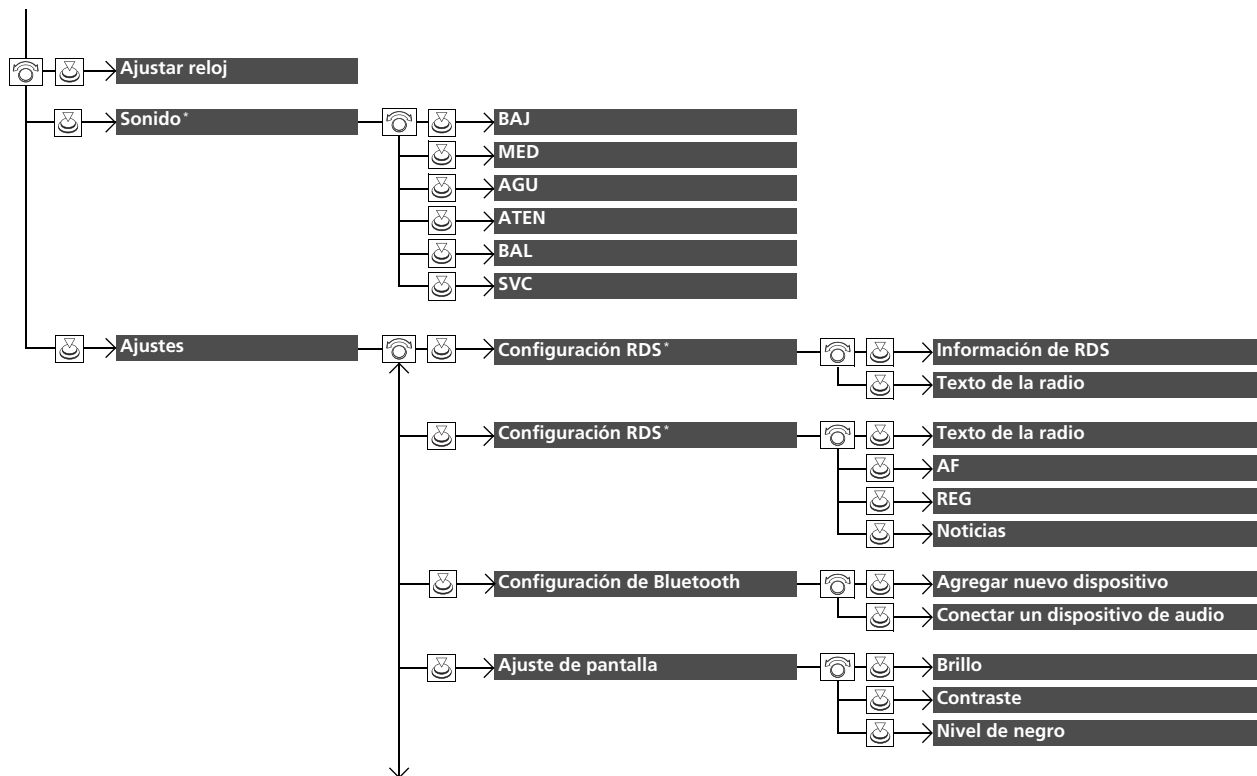 Ajustar reloj
Sonido*
BAJ
MED
AGU
ATEN
BAL
SVC
Ajustes
Configuración RDS*
Información de RDS
Texto de la radio
Configuración RDS*
Texto de la radio
AF
REG
Noticias
Configuración de Bluetooth
Agregar nuevo dispositivo
Conectar un dispositivo de audio
Ajuste de pantalla
Brillo
Contraste
Nivel de negro